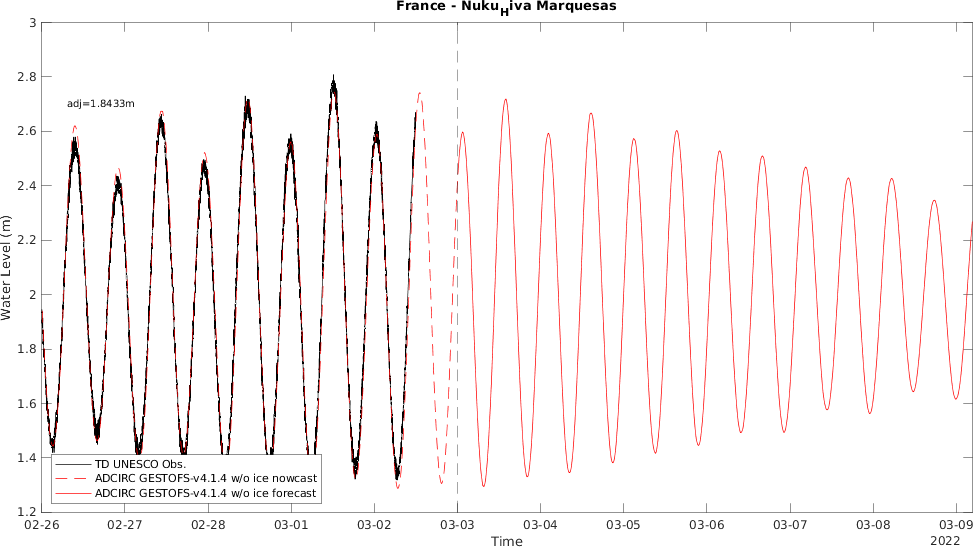 France - Nuku_Hiva Marquesas
3
2.8
adj=1.8433m
2.6
2.4
2.2
Water Level (m)
2
1.8
1.6
1.4
TD UNESCO Obs.
ADCIRC GESTOFS-v4.1.4 w/o ice nowcast
ADCIRC GESTOFS-v4.1.4 w/o ice forecast
1.2
02-26 02-27 02-28 03-01 03-02 03-03 03-04 03-05 03-06 03-07 03-08 03-09
Time
2022